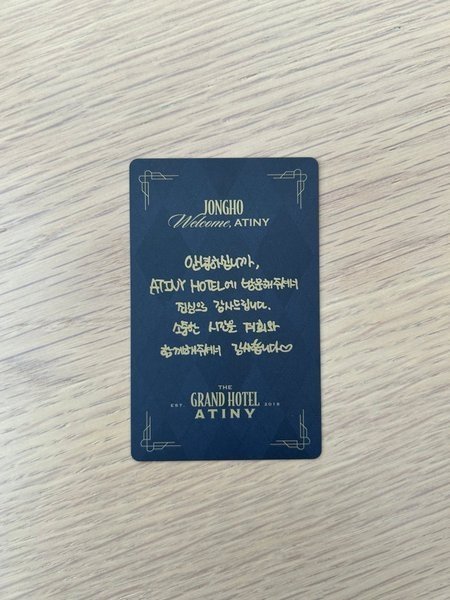 JONGHO
Welcome, ATINY
안녕하십니까,
ATINY HOTEL에 방문해주셔서
진심으로 감사드립니다.
소중한 시간을 저희와
함께해주셔서 감사합니다♡
THE
EST. GRAND HOTEL 2018
ATINY